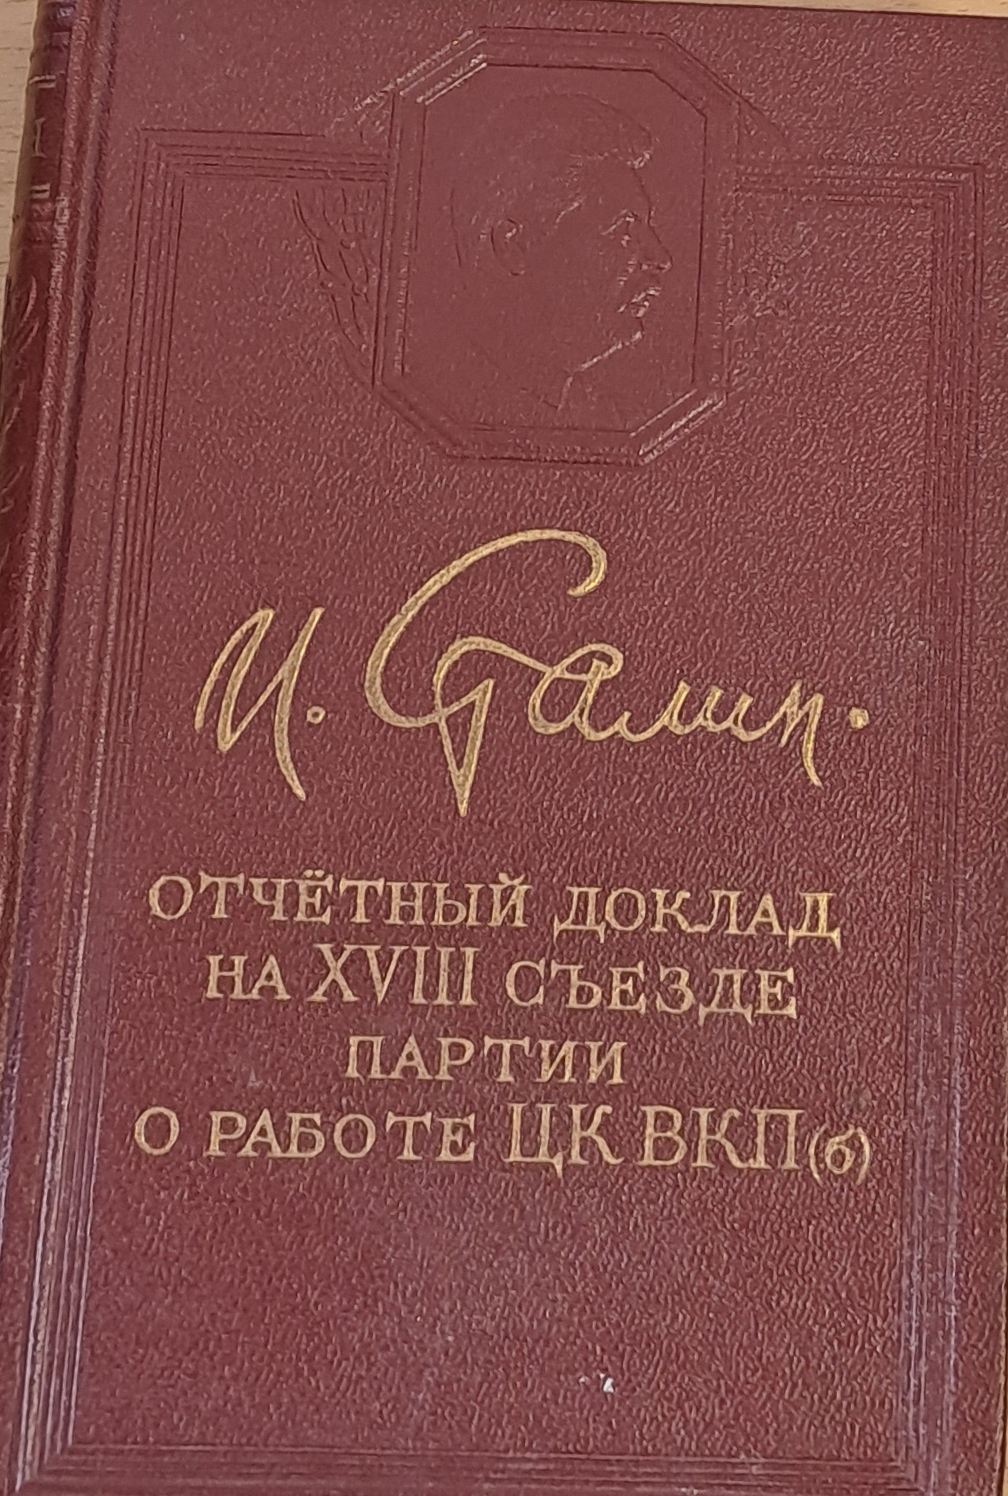 И. Сталин.
ОТЧЁТНЫЙ ДОКЛАД
НА XVIII СЪЕЗДЕ
ПАРТИИ
О РАБОТЕ ЦК ВКП(б)